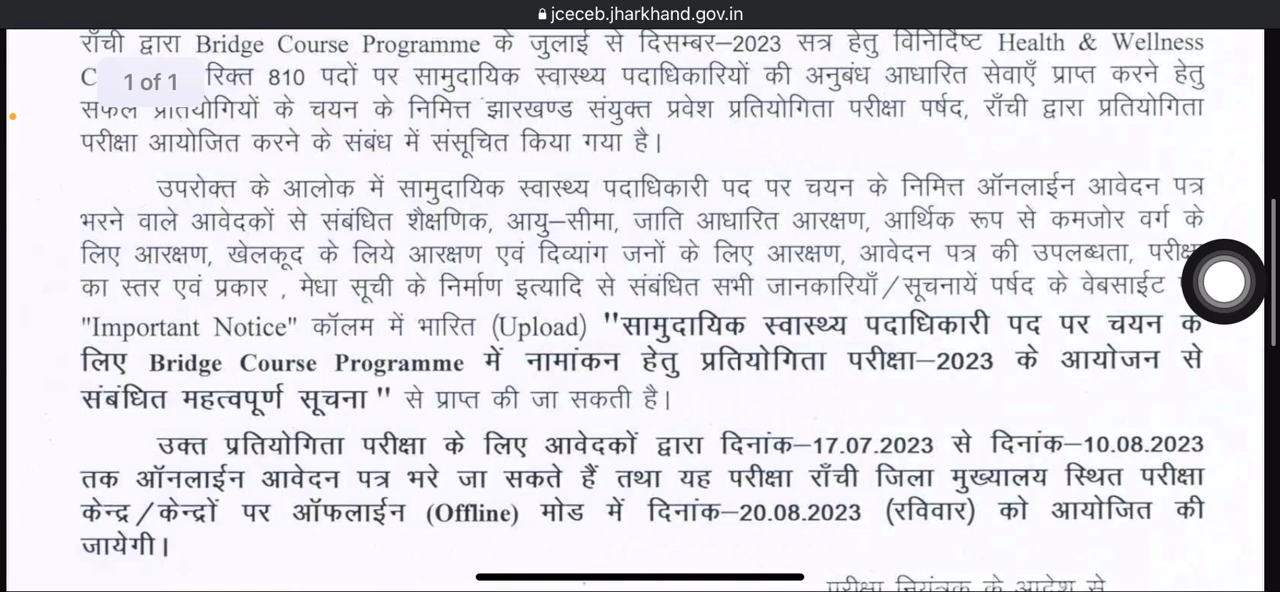 jceceb.jharkhand.gov.in
राँची द्वारा Bridge Course Programme के जुलाई से दिसम्बर–2023 सत्र हेतु विनिर्दिष्ट Health & Wellness
C
1 of 1
रिक्त 810 पदों पर सामुदायिक स्वास्थ्य पदाधिकारियों की अनुबंध आधारित सेवाएँ प्राप्त करने हेतु
सफल प्रतियोगियों के चयन के निमित्त झारखण्ड संयुक्त प्रवेश प्रतियोगिता परीक्षा पर्षद, राँची द्वारा प्रतियोगिता
परीक्षा आयोजित करने के संबंध में संसूचित किया गया है।
उपरोक्त के आलोक में सामुदायिक स्वास्थ्य पदाधिकारी पद पर चयन के निमित्त ऑनलाईन आवेदन पत्र
भरने वाले आवेदकों से संबंधित शैक्षणिक, आयु–सीमा, जाति आधारित आरक्षण, आर्थिक रूप से कमजोर वर्ग के
लिए आरक्षण, खेलकूद के लिये आरक्षण एवं दिव्यांग जनों के लिए आरक्षण, आवेदन पत्र की उपलब्धता,
का स्तर एवं प्रकार , मेधा सूची के निर्माण इत्यादि से संबंधित सभी जानकारियाँ/सूचनायें पर्षद के वेबसाईट
"Important Notice" कॉलम में भारित (Upload) "सामुदायिक स्वास्थ्य पदाधिकारी पद पर चयन के
लिए Bridge Course Programme में नामांकन हेतु प्रतियोगिता परीक्षा–2023 के आयोजन से
संबंधित महत्वपूर्ण सूचना" से प्राप्त की जा सकती है।
उक्त प्रतियोगिता परीक्षा के लिए आवेदकों द्वारा दिनांक–17.07.2023 से दिनांक–10.08.2023
तक ऑनलाईन आवेदन पत्र भरे जा सकते हैं तथा यह परीक्षा राँची जिला मुख्यालय स्थित परीक्षा
केन्द्र/केन्द्रों पर ऑफलाईन (Offline) मोड में दिनांक–20.08.2023 (रविवार) को आयोजित की
जायेगी।
परीक्षा नियंत्रक के आदेश से